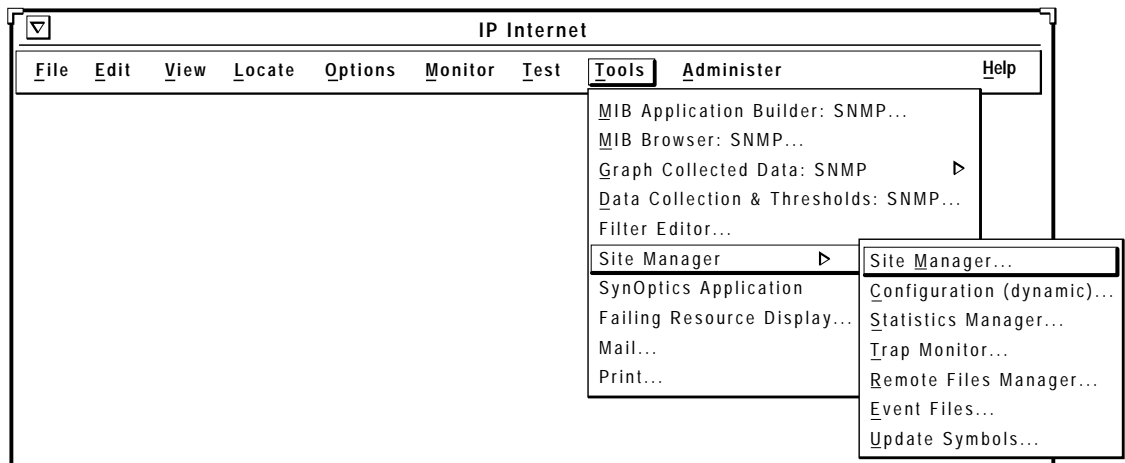 IP Internet
File Edit View Locate Options Monitor Test Tools Administer Help
MIB Application Builder: SNMP...
MIB Browser: SNMP...
Graph Collected Data: SNMP
Data Collection & Thresholds: SNMP...
Filter Editor...
Site Manager
SynOptics Application
Failing Resource Display...
Mail...
Print...
Site Manager...
Configuration (dynamic)...
Statistics Manager...
Trap Monitor...
Remote Files Manager...
Event Files...
Update Symbols...